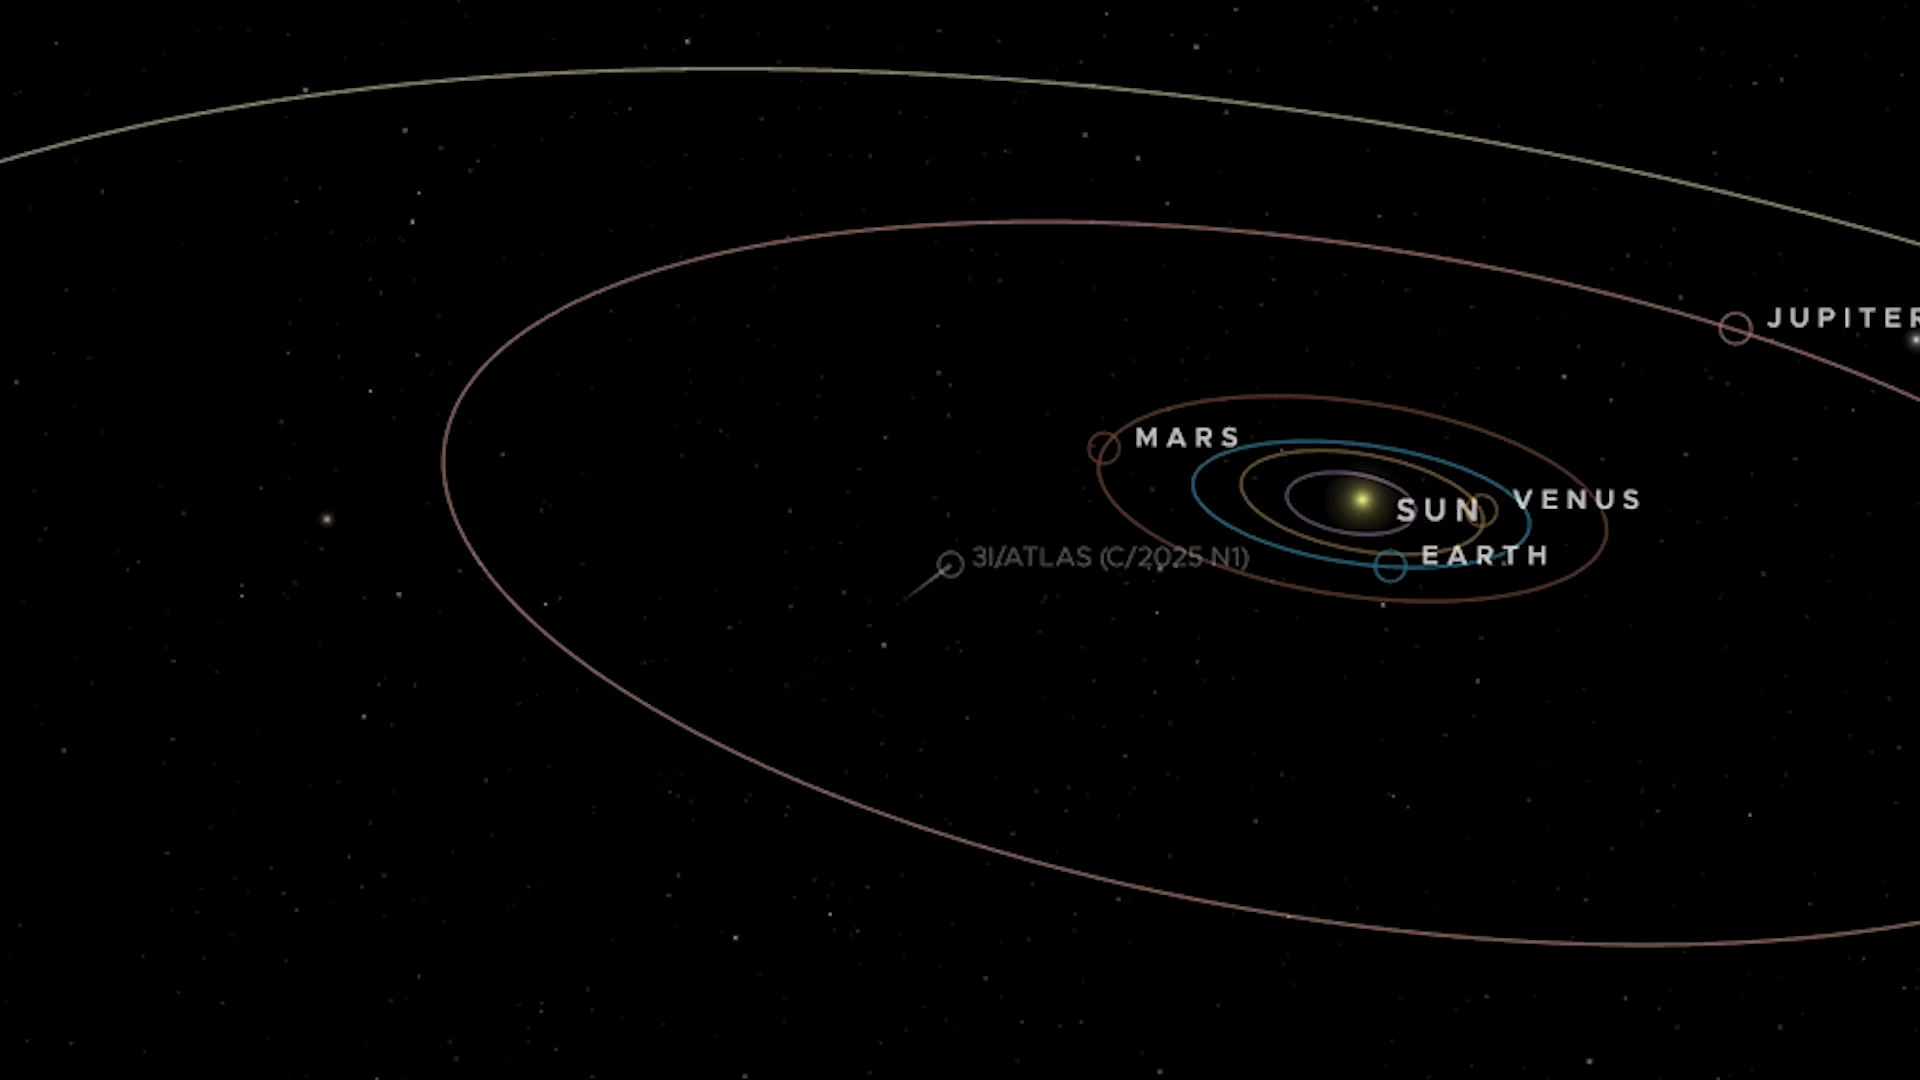 JUPITER
MARS
VENUS
SUN
EARTH
3I/ATLAS (C/2025 N1)